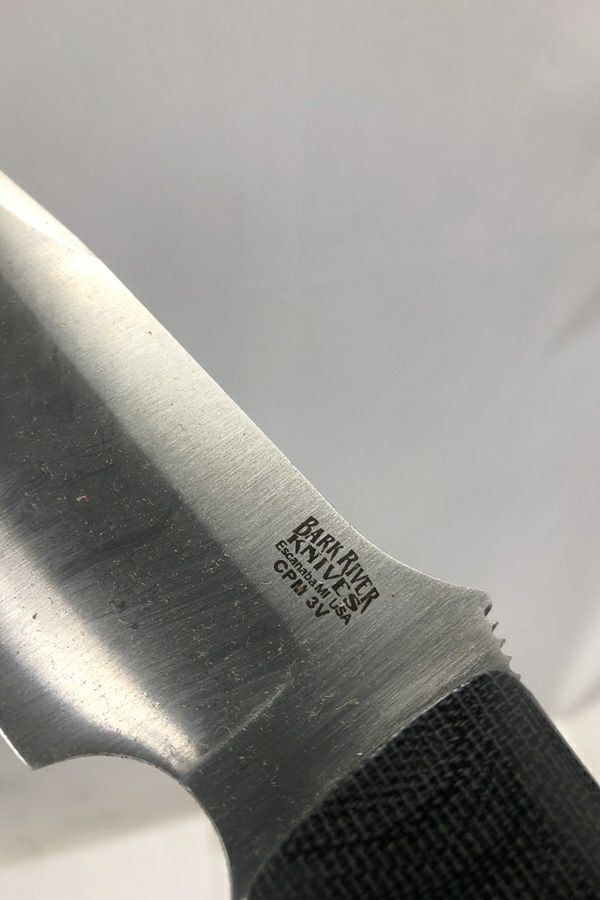 BARK RIVER
KNIVES
Escanaba MI USA
CPM 3V